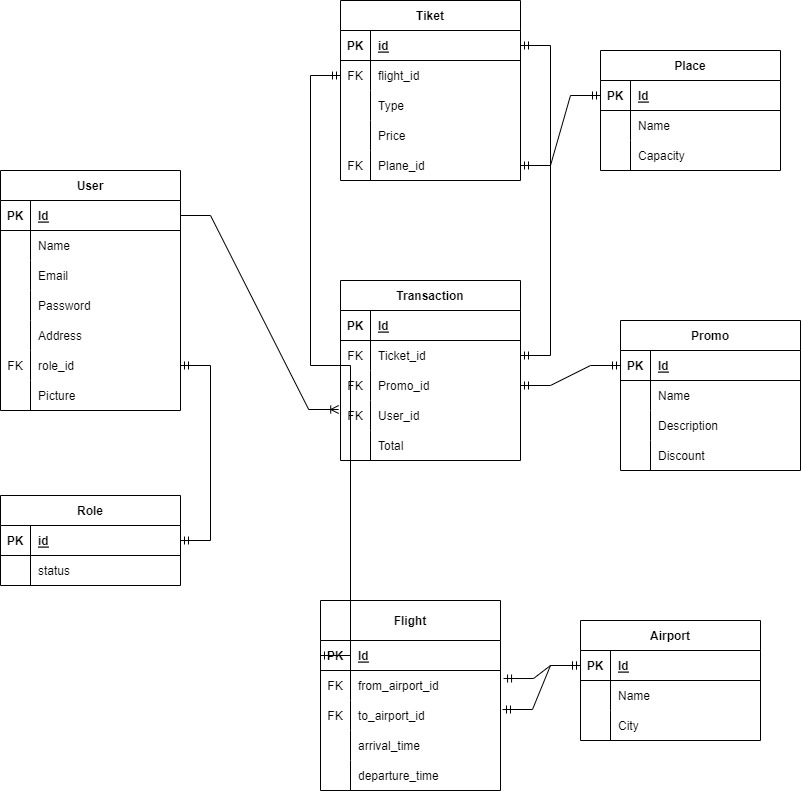 Tiket
PK id
FK flight_id
Type
Price
FK Plane_id
Place
PK Id
Name
Capacity
User
PK Id
Name
Email
Password
Address
FK role_id
Picture
Transaction
PK Id
FK Ticket_id
FK Promo_id
FK User_id
Total
Promo
PK Id
Name
Description
Discount
Role
PK id
status
Flight
PK Id
FK from_airport_id
FK to_airport_id
arrival_time
departure_time
Airport
PK Id
Name
City